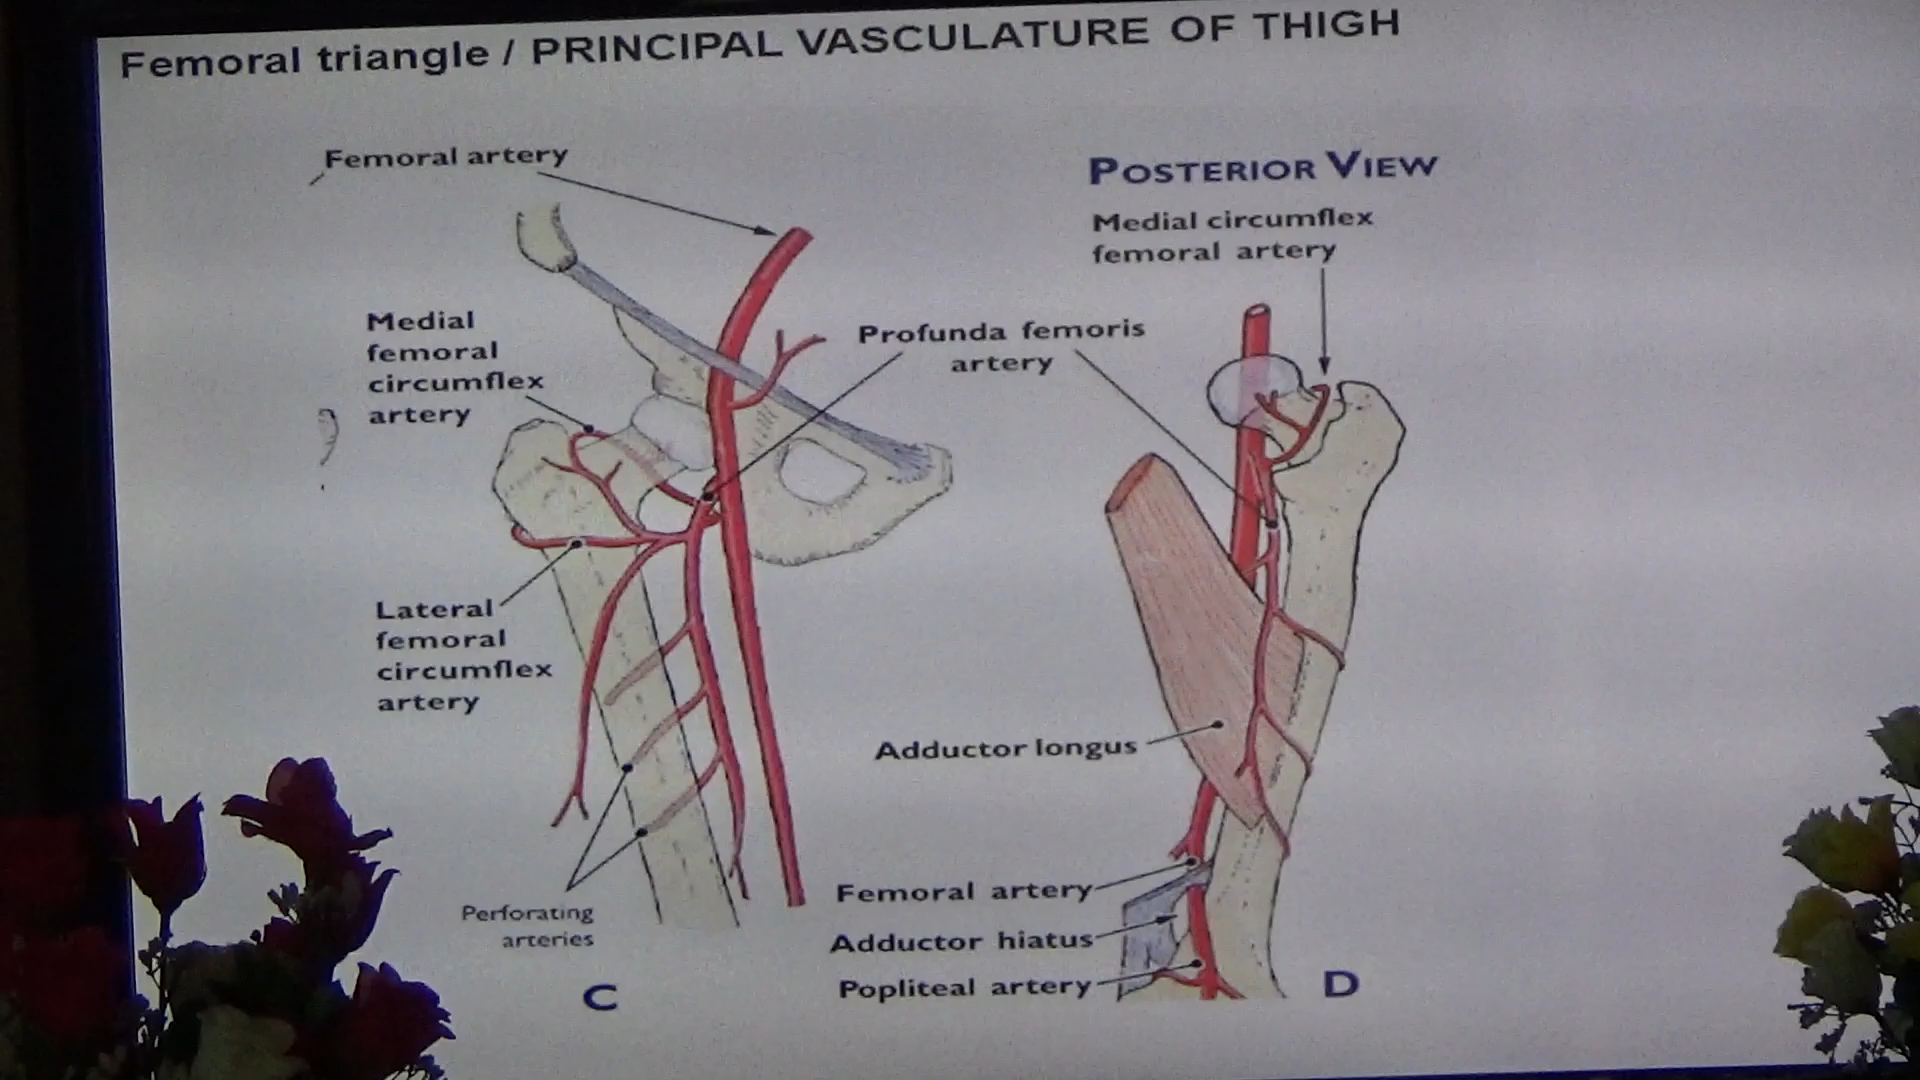 Femoral triangle / PRINCIPAL VASCULATURE OF THIGH
Femoral artery
POSTERIOR VIEW
Medial circumflex
femoral artery
Medial
femoral
circumflex
artery
Profunda femoris
artery
Lateral
femoral
circumflex
artery
Adductor longus
Perforating
arteries
Femoral artery
Adductor hiatus
Popliteal artery
C
D